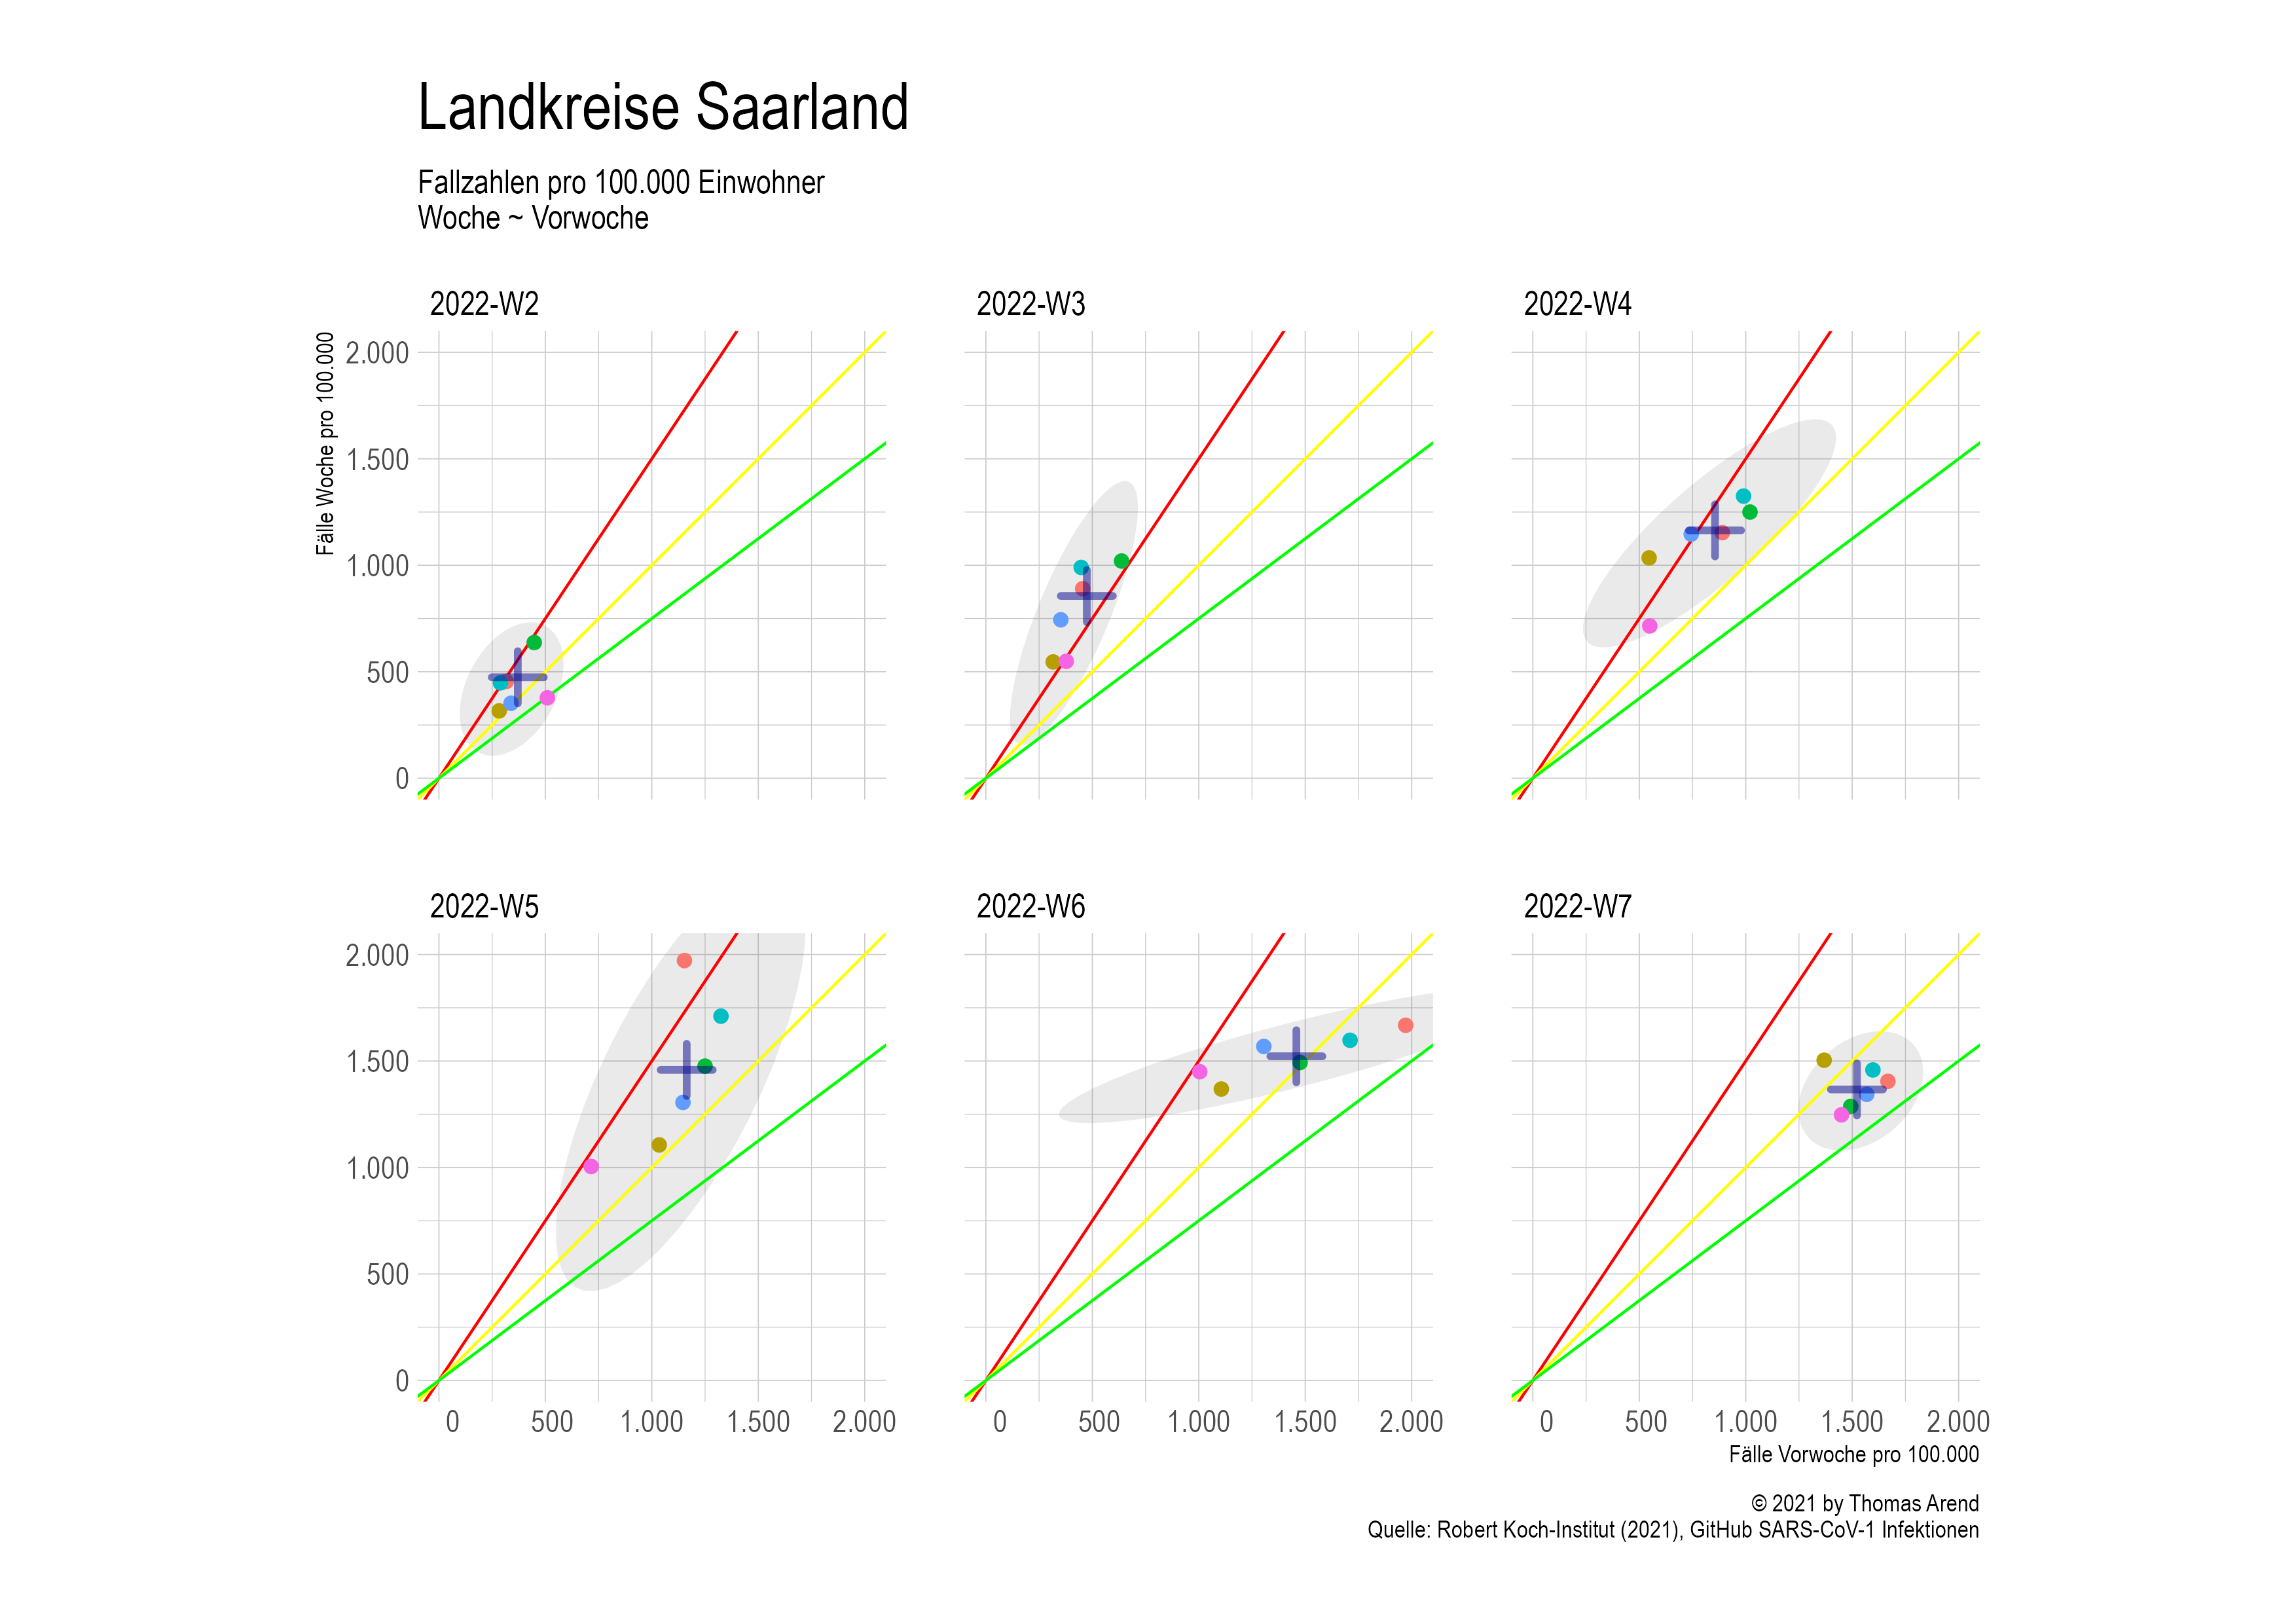 Landkreise Saarland
Fallzahlen pro 100.000 Einwohner
Woche ~ Vorwoche
2022-W2
2022-W3
2022-W4
Fälle Woche pro 100.000
2.000
1.500
1.000
500
0
2022-W5
2022-W6
2022-W7
2.000
1.500
1.000
500
0
0 500 1.000 1.500 2.000
0 500 1.000 1.500 2.000
0 500 1.000 1.500 2.000
Fälle Vorwoche pro 100.000
© 2021 by Thomas Arend
Quelle: Robert Koch-Institut (2021), GitHub SARS-CoV-1 Infektionen